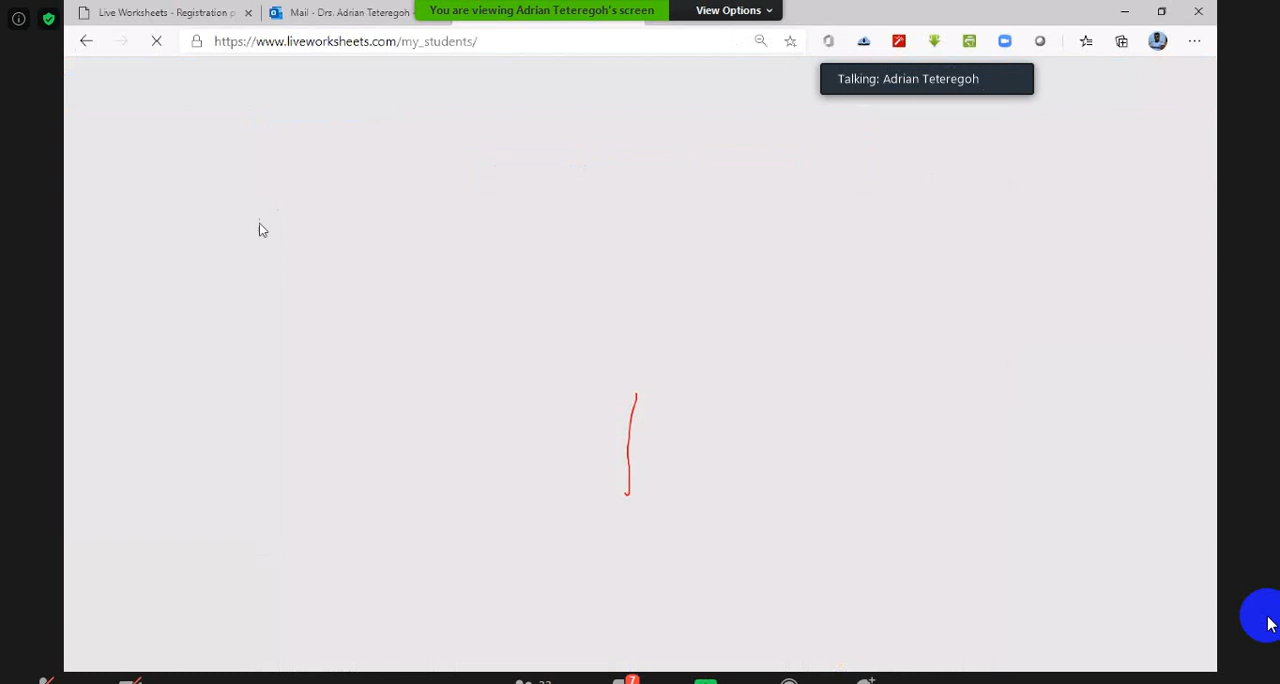 Live Worksheets - Registration p
Mail - Drs. Adrian Teteregoh -
You are viewing Adrian Teteregoh's screen
View Options
https://www.liveworksheets.com/my_students/
Talking: Adrian Teteregoh
7